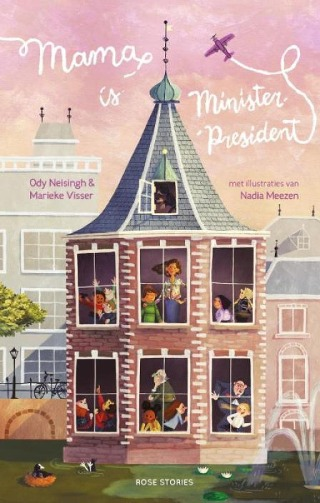 Mama
is
Minister-
President
Ody Neisingh &
Marieke Visser
met illustraties van
Nadia Meezen
ROSE STORIES